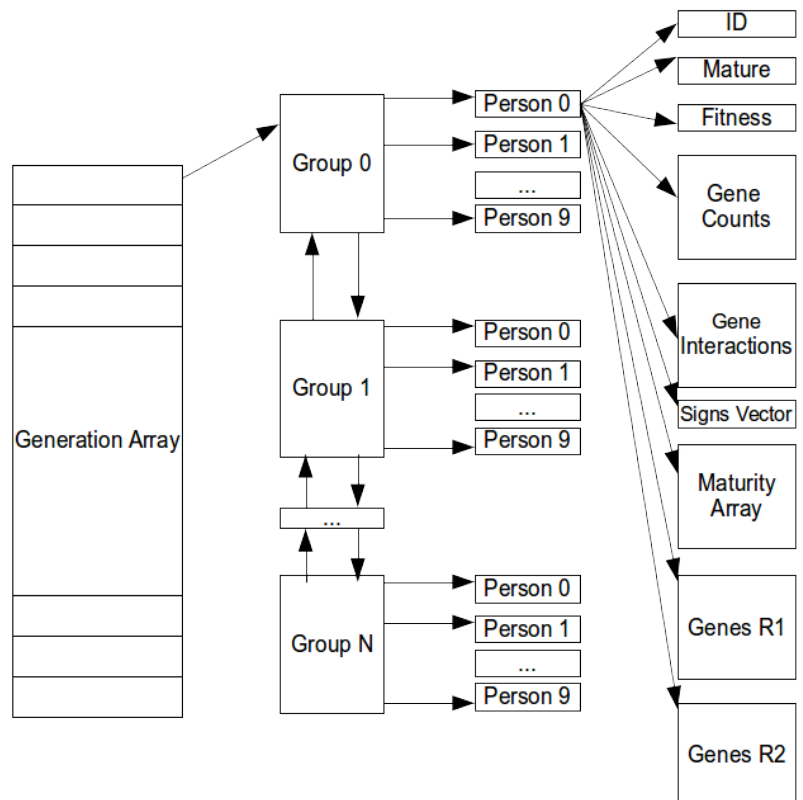 Generation Array
Group 0
Person 0
Person 1
...
Person 9
Group 1
Person 0
Person 1
...
Person 9
...
Group N
Person 0
Person 1
...
Person 9
ID
Mature
Fitness
Gene
Counts
Gene
Interactions
Signs Vector
Maturity
Array
Genes R1
Genes R2